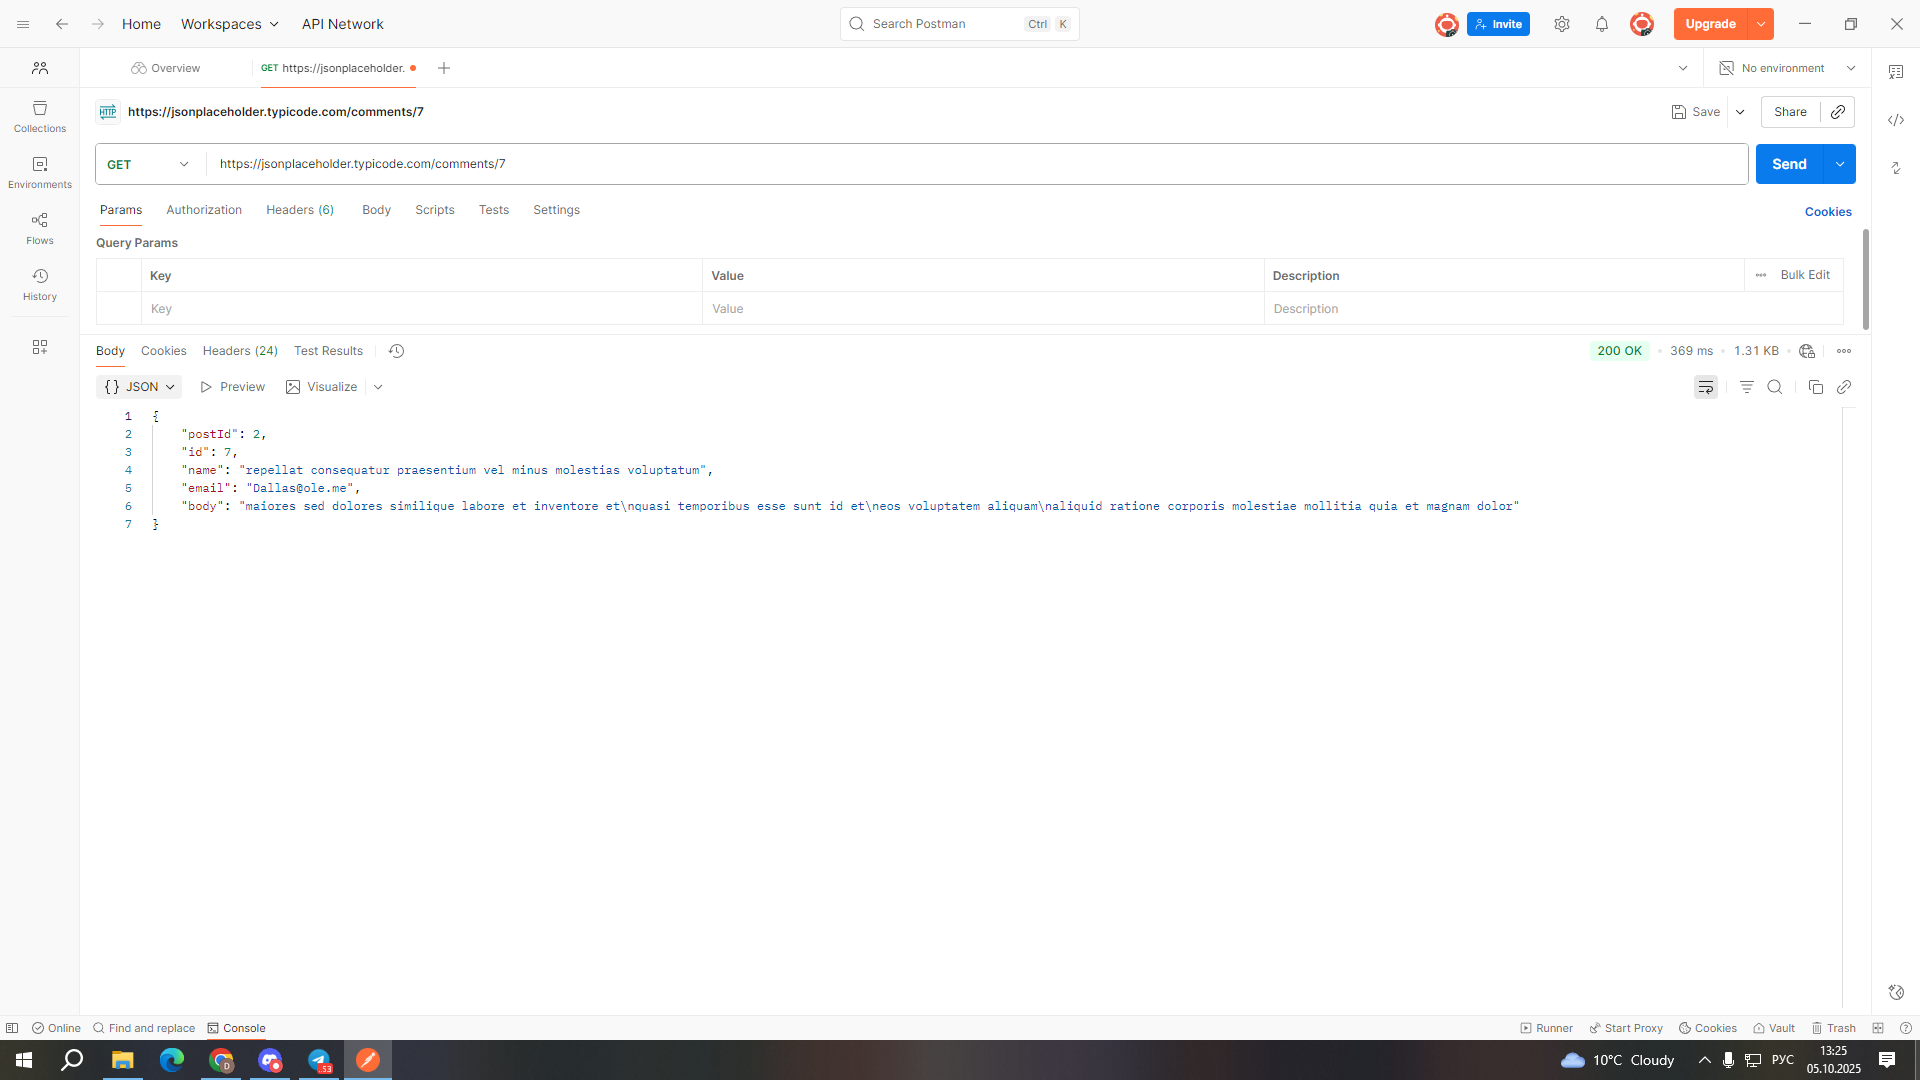 Home Workspaces API Network Search Postman Ctrl K Invite Upgrade
Overview GET https://jsonplaceholder. No environment
HTTP https://jsonplaceholder.typicode.com/comments/7 Save Share
Collections
GET https://jsonplaceholder.typicode.com/comments/7 Send
Environments
Params Authorization Headers (6) Body Scripts Tests Settings Cookies
Flows
Query Params
Key Value Description Bulk Edit
History
Key Value Description
Body Cookies Headers (24) Test Results 200 OK 369 ms 1.31 KB
{ } JSON Preview Visualize
1 {
2 "postId": 2,
3 "id": 7,
4 "name": "repellat consequatur praesentium vel minus molestias voluptatum",
5 "email": "Dallas@ole.me",
6 "body": "maiores sed dolores similique labore et inventore et\nquasi temporibus esse sunt id et\neos voluptatem aliquam\naliquid ratione corporis molestiae mollitia quia et magnam dolor"
7 }
Online Find and replace Console Runner Start Proxy Cookies Vault Trash
D 53 10°C Cloudy РУС 13:25
05.10.2025